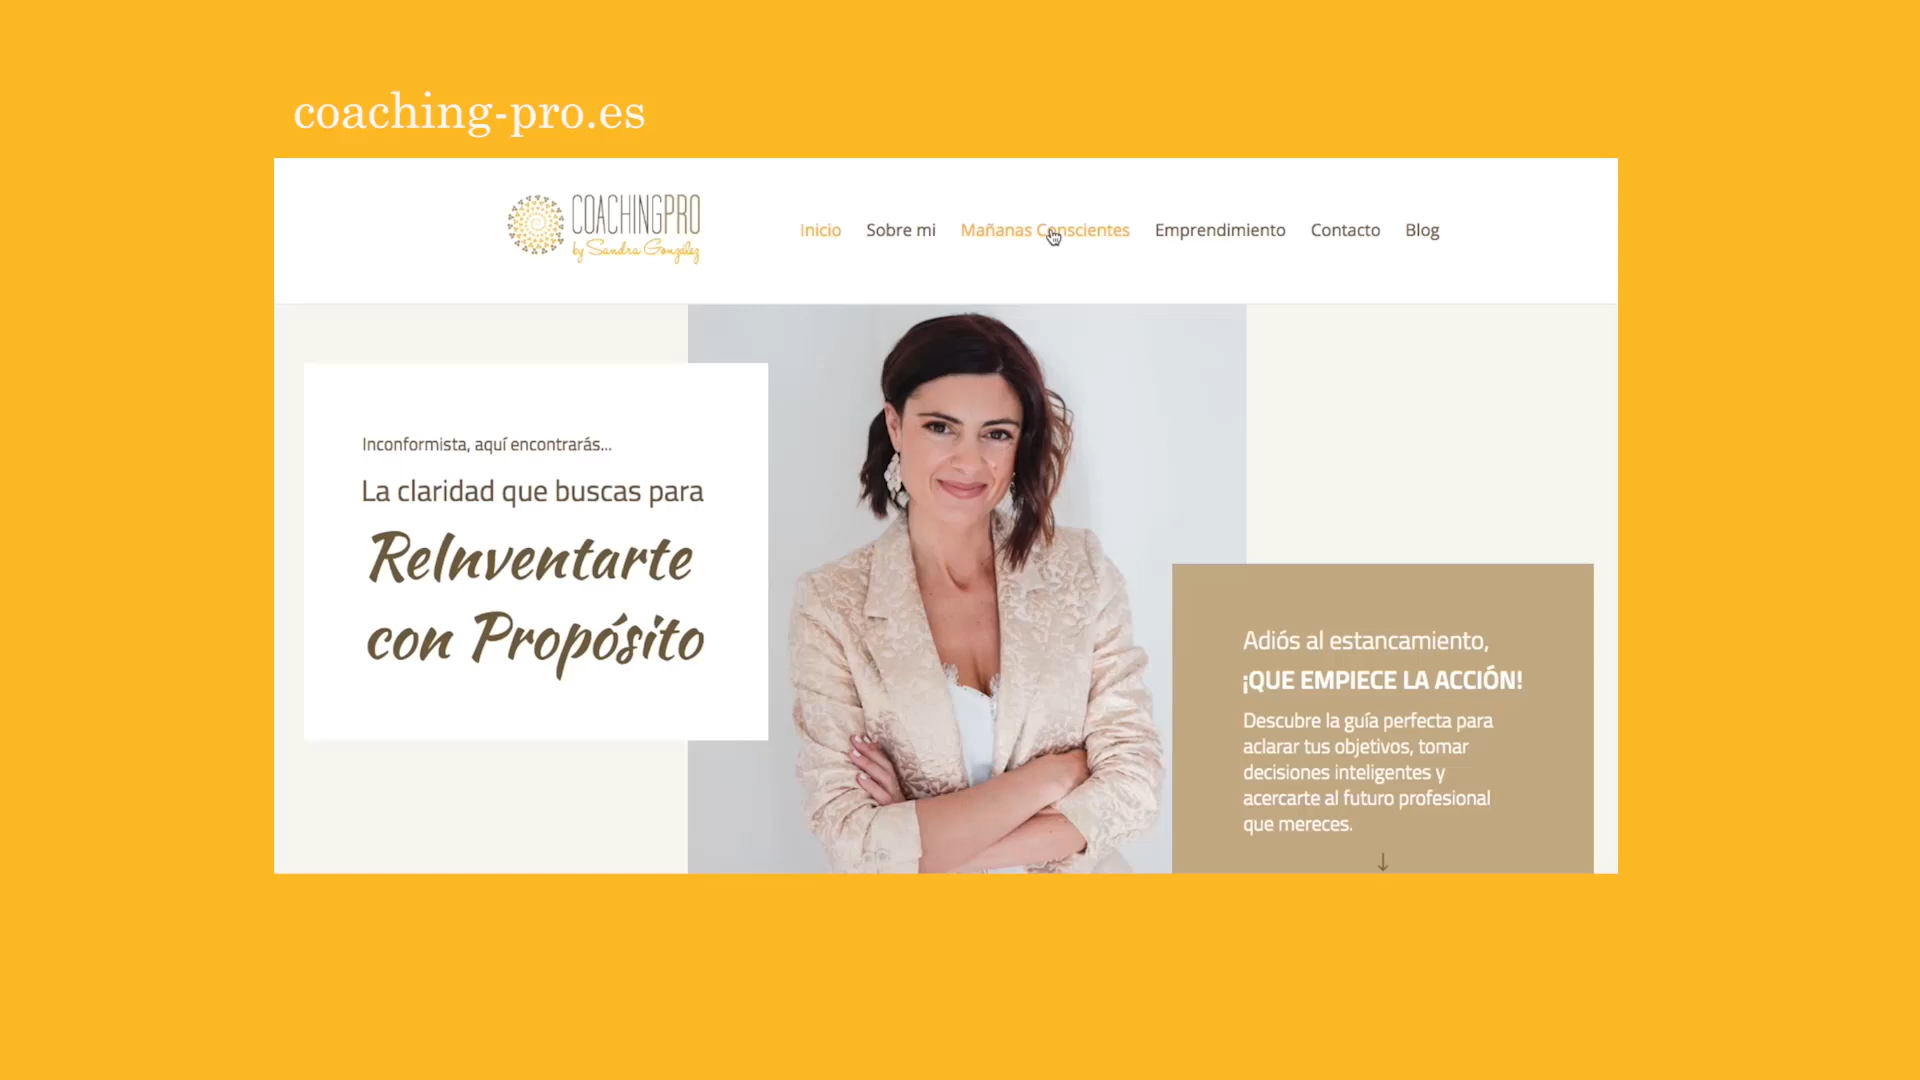 coaching-pro.es
COACHINGPRO
by Sandra González
Inicio Sobre mi Mañanas Conscientes Emprendimiento Contacto Blog
Inconformista, aquí encontrarás...
La claridad que buscas para
ReInventarte
con Propósito
Adiós al estancamiento,
¡QUE EMPIECE LA ACCIÓN!
Descubre la guía perfecta para
aclarar tus objetivos, tomar
decisiones inteligentes y
acercarte al futuro profesional
que mereces.